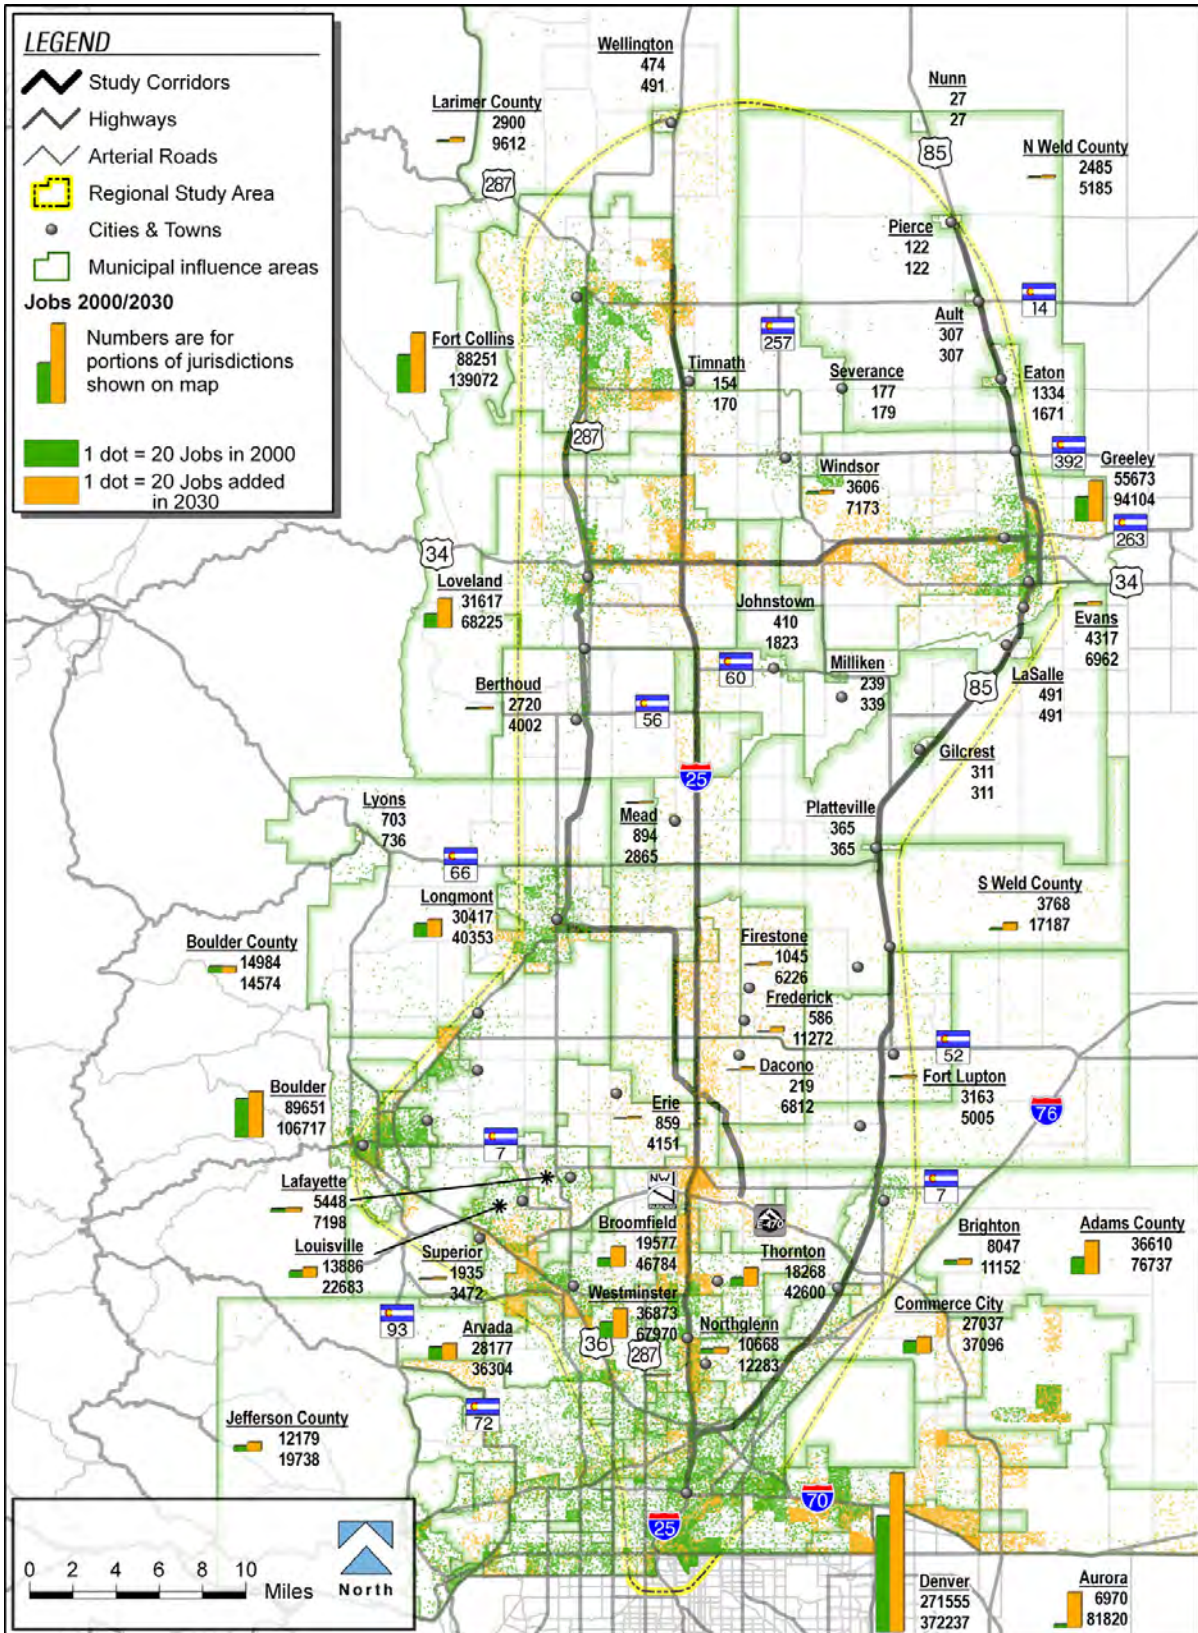 LEGEND
Study Corridors
Highways
Arterial Roads
Regional Study Area
Cities & Towns
Municipal influence areas
Jobs 2000/2030
Numbers are for
portions of jurisdictions
shown on map
1 dot = 20 Jobs in 2000
1 dot = 20 Jobs added
in 2030
Wellington
474
491
Nunn
27
27
Larimer County
2900
9612
85
N Weld County
2485
5185
287
Pierce
122
122
14
Ault
307
307
257
Fort Collins
88251
139072
Timnath
154
170
Severance
177
179
Eaton
1334
1671
287
392
Greeley
55673
94104
Windsor
3606
7173
263
34
34
Loveland
31617
68225
Johnstown
410
1823
Evans
4317
6962
60
Milliken
239
339
LaSalle
491
491
85
Berthoud
2720
4002
56
Gilcrest
311
311
25
Lyons
703
736
Mead
894
2865
Platteville
365
365
66
Longmont
30417
40353
S Weld County
3768
17187
Boulder County
14984
14574
Firestone
1045
6226
Frederick
586
11272
52
Dacono
219
6812
Fort Lupton
3163
5005
Boulder
89651
106717
Erie
859
4151
76
7
Lafayette
5448
7198
NW
PARKWAY
7
E-470
Louisville
13886
22683
Superior
1935
3472
Broomfield
19577
46784
Thornton
18268
42600
Brighton
8047
11152
Adams County
36610
76737
Westminster
36873
67970
93
Arvada
28177
36304
36
287
Northglenn
10668
12283
Commerce City
27037
37096
72
Jefferson County
12179
19738
70
25
0 2 4 6 8 10
Miles
North
Denver
271555
372237
Aurora
6970
81820